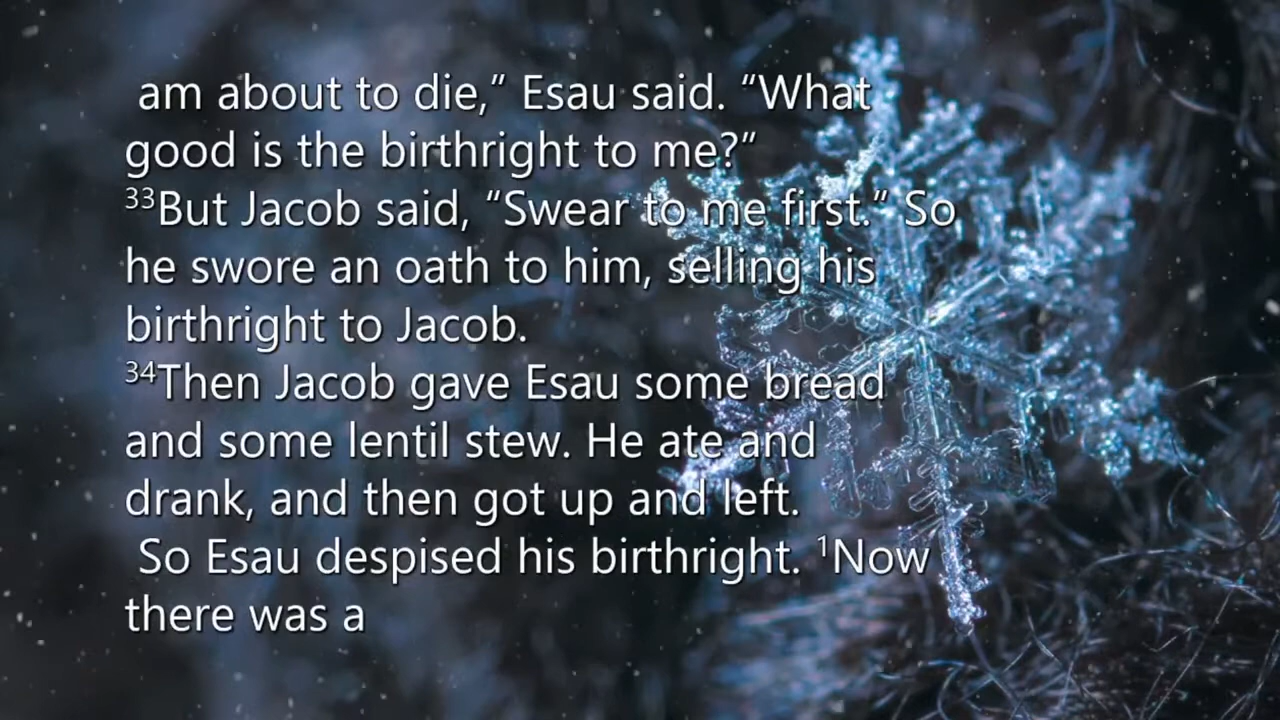 am about to die,” Esau said. “What
good is the birthright to me?”
³³But Jacob said, “Swear to me first.” So
he swore an oath to him, selling his
birthright to Jacob.
³⁴Then Jacob gave Esau some bread
and some lentil stew. He ate and
drank, and then got up and left.
So Esau despised his birthright. ¹Now
there was a